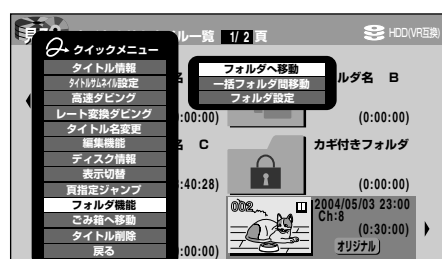 ル一覧 1/2 頁
HDD(VR互換)
クイックメニュー
タイトル情報
タイトルサムネイル設定
高速ダビング
レート変換ダビング
タイトル名変更
編集機能
ディスク情報
表示切替
頁指定ジャンプ
フォルダ機能
ごみ箱へ移動
タイトル削除
戻る
フォルダへ移動
一括フォルダ間移動
フォルダ設定
ルダ名 B
:00:00)
(0:00:00)
C
カギ付きフォルダ
:40:28)
(0:00:00)
002
2004/05/03 23:00
Ch:8
(0:30:00)
オリジナル
:00:00)